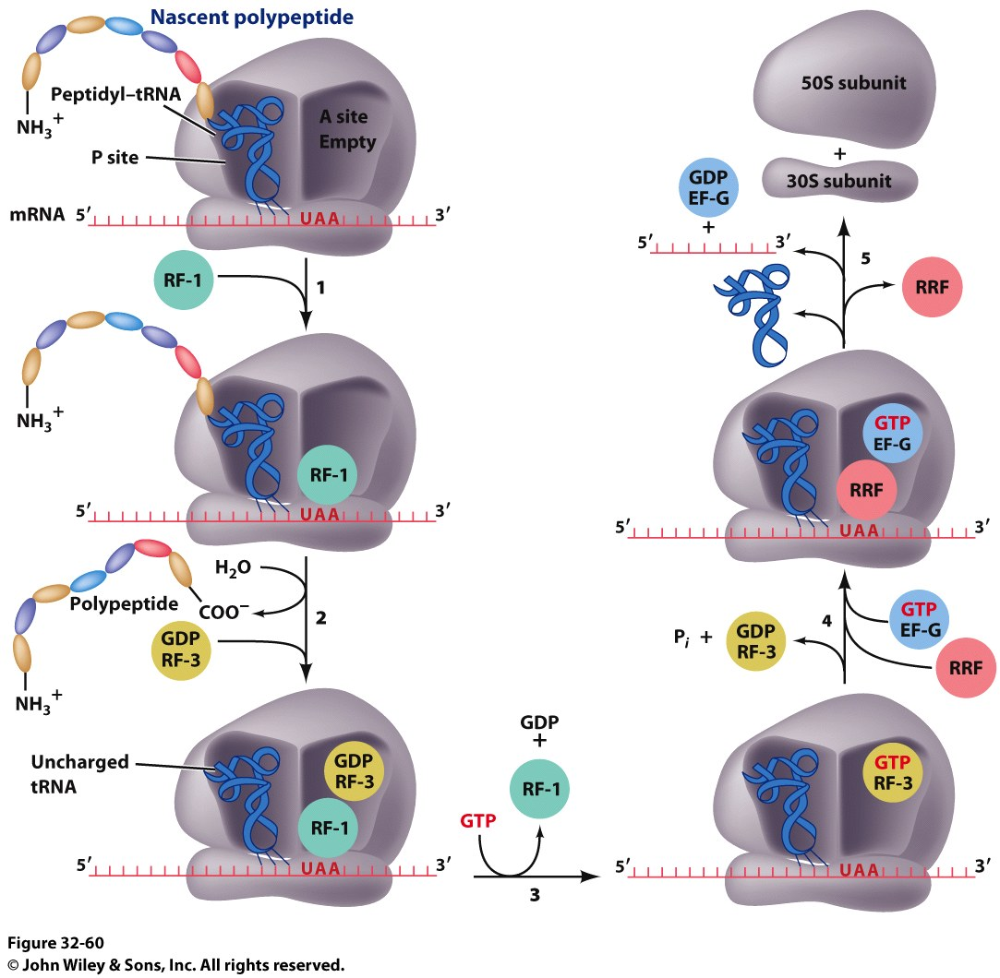 Nascent polypeptide
Peptidyl–tRNA
NH₃⁺
P site
A site
Empty
mRNA 5′ UAA 3′
RF-1
1
NH₃⁺
RF-1
5′ UAA 3′
H₂O
Polypeptide
COO⁻
2
GDP
RF-3
NH₃⁺
Uncharged
tRNA
GDP
RF-3
RF-1
5′ UAA 3′
GDP
+
RF-1
GTP
3
GTP
RF-3
5′ UAA 3′
Pᵢ + GDP
RF-3
4
GTP
EF-G
RRF
GTP
EF-G
RRF
5′ UAA 3′
5
RRF
GDP
EF-G
+
5′ 3′
50S subunit
+
30S subunit
Figure 32-60
© John Wiley & Sons, Inc. All rights reserved.